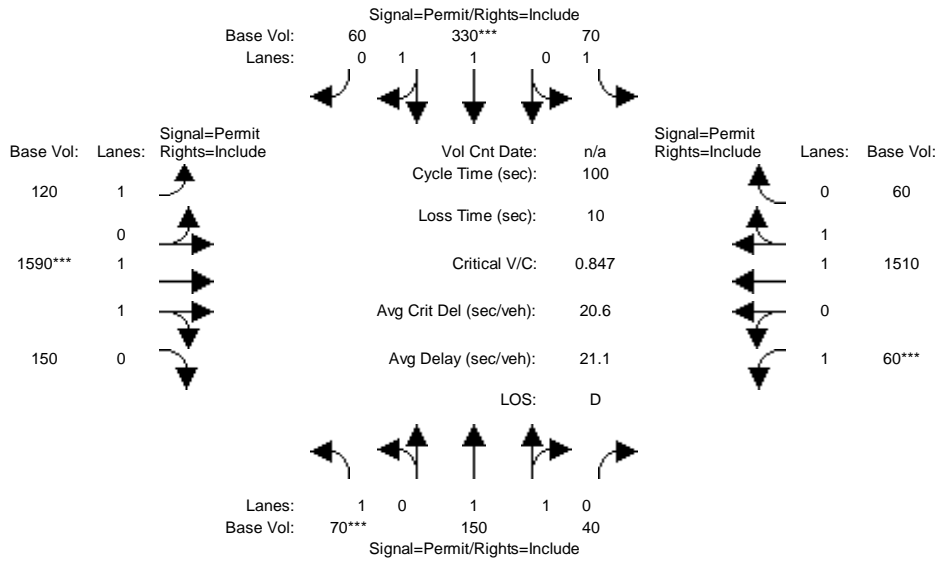 Signal=Permit/Rights=Include
Base Vol: 60 330*** 70
Lanes: 0 1 1 0 1
Signal=Permit
Base Vol: Lanes: Rights=Include
Vol Cnt Date: n/a
Signal=Permit
Rights=Include Lanes: Base Vol:
Cycle Time (sec): 100
120 1
0 60
Loss Time (sec): 10
0
1
1590*** 1
Critical V/C: 0.847
1 1510
1
Avg Crit Del (sec/veh): 20.6
0
150 0
Avg Delay (sec/veh): 21.1
1 60***
LOS: D
Lanes: 1 0 1 1 0
Base Vol: 70*** 150 40
Signal=Permit/Rights=Include